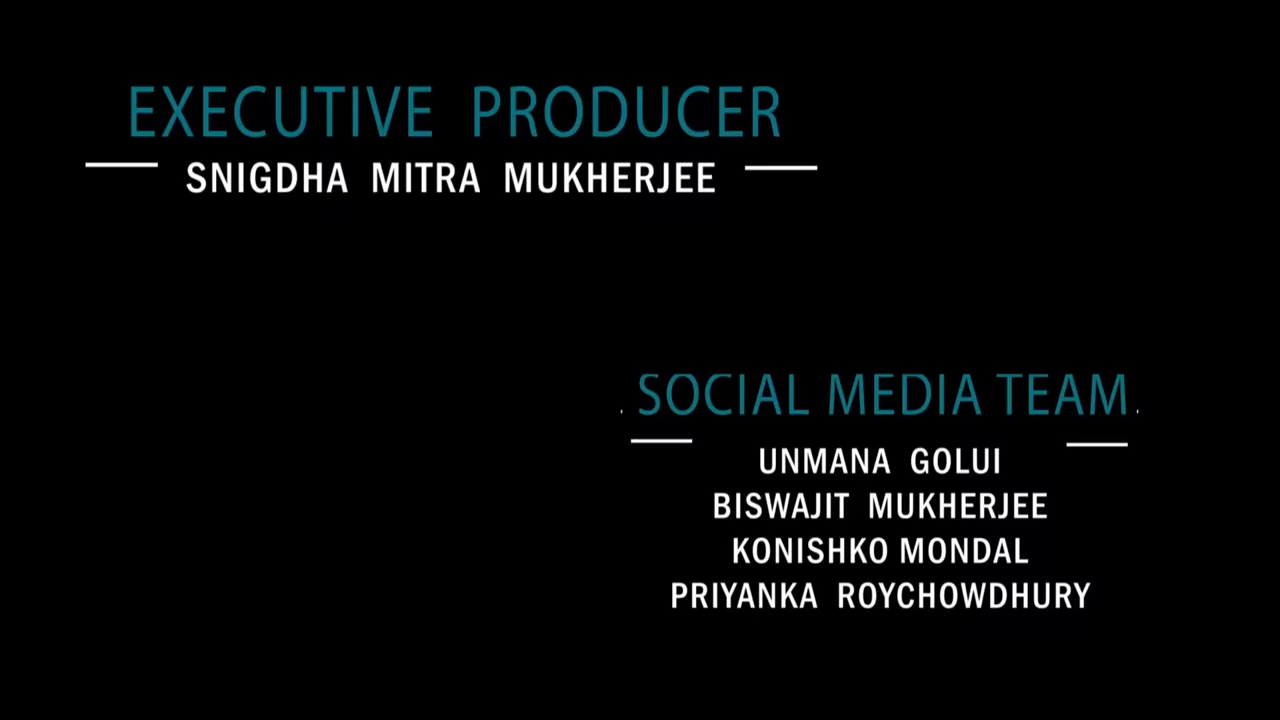 EXECUTIVE PRODUCER
SNIGDHA MITRA MUKHERJEE
SOCIAL MEDIA TEAM
UNMANA GOLUI
BISWAJIT MUKHERJEE
KONISHKO MONDAL
PRIYANKA ROYCHOWDHURY